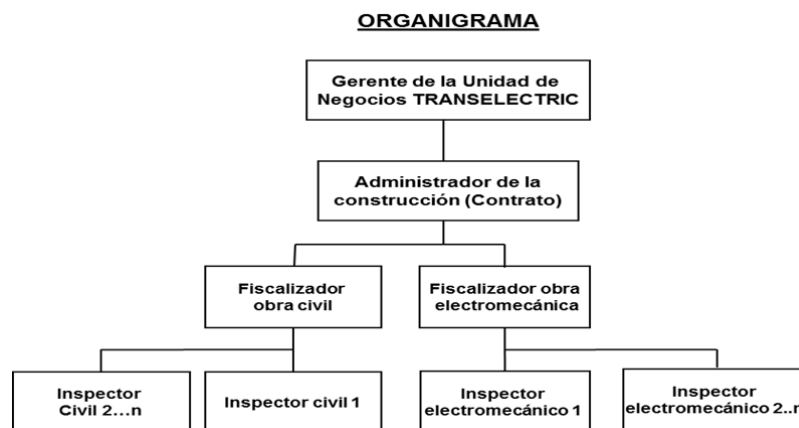 ORGANIGRAMA
Gerente de la Unidad de
Negocios TRANSELECTRIC
Administrador de la
construcción (Contrato)
Fiscalizador
obra civil
Fiscalizador obra
electromecánica
Inspector
Civil 2...n
Inspector civil 1
Inspector
electromecánico 1
Inspector
electromecánico 2..n